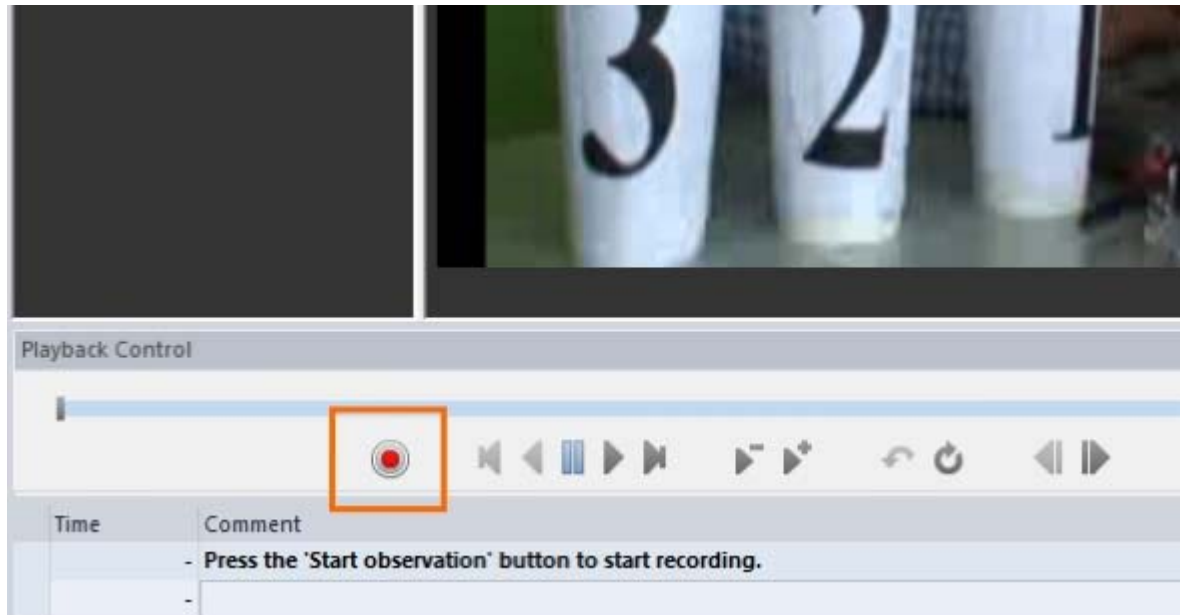 3 2 1
Playback Control
Time Comment
- Press the 'Start observation' button to start recording.
-